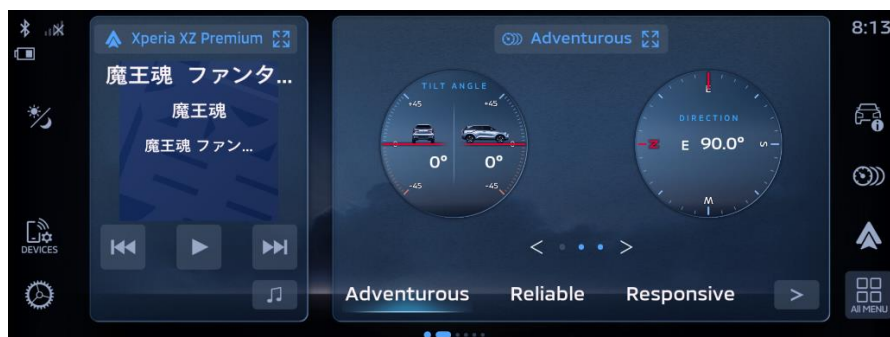 8:13
Xperia XZ Premium
魔王魂 ファンタ...
魔王魂
魔王魂 ファン...
DEVICES
Adventurous
TILT ANGLE
+45
+45
0
0
0°
0°
-45
-45
E
DIRECTION
N
E 90.0°
S
W
< >
Adventurous
Reliable
Responsive
>
All MENU